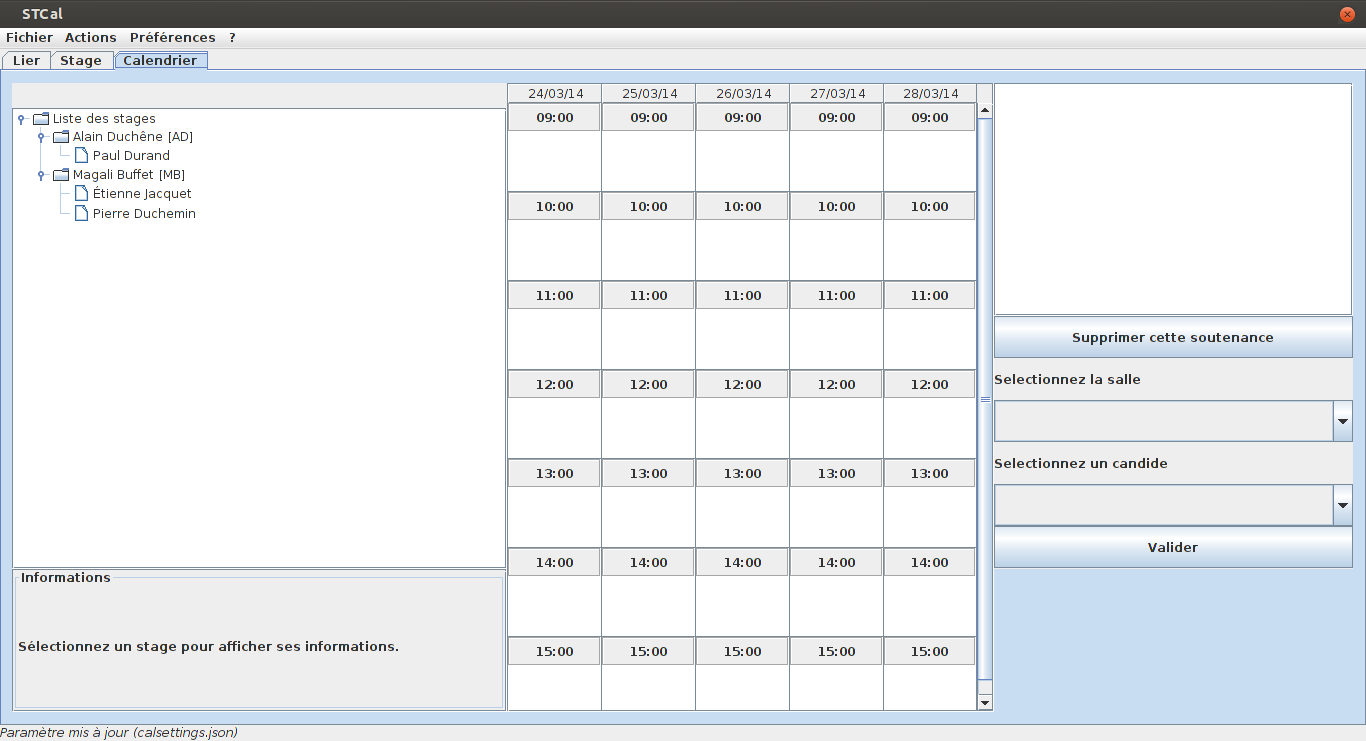 STCal
Fichier Actions Préférences ?
Lier Stage Calendrier
Liste des stages
Alain Duchêne [AD]
Paul Durand
Magali Buffet [MB]
Étienne Jacquet
Pierre Duchemin
Informations
Sélectionnez un stage pour afficher ses informations.
24/03/14 25/03/14 26/03/14 27/03/14 28/03/14
09:00 09:00 09:00 09:00 09:00
10:00 10:00 10:00 10:00 10:00
11:00 11:00 11:00 11:00 11:00
12:00 12:00 12:00 12:00 12:00
13:00 13:00 13:00 13:00 13:00
14:00 14:00 14:00 14:00 14:00
15:00 15:00 15:00 15:00 15:00
Supprimer cette soutenance
Selectionnez la salle
Selectionnez un candide
Valider
Paramètre mis à jour (calsettings.json)